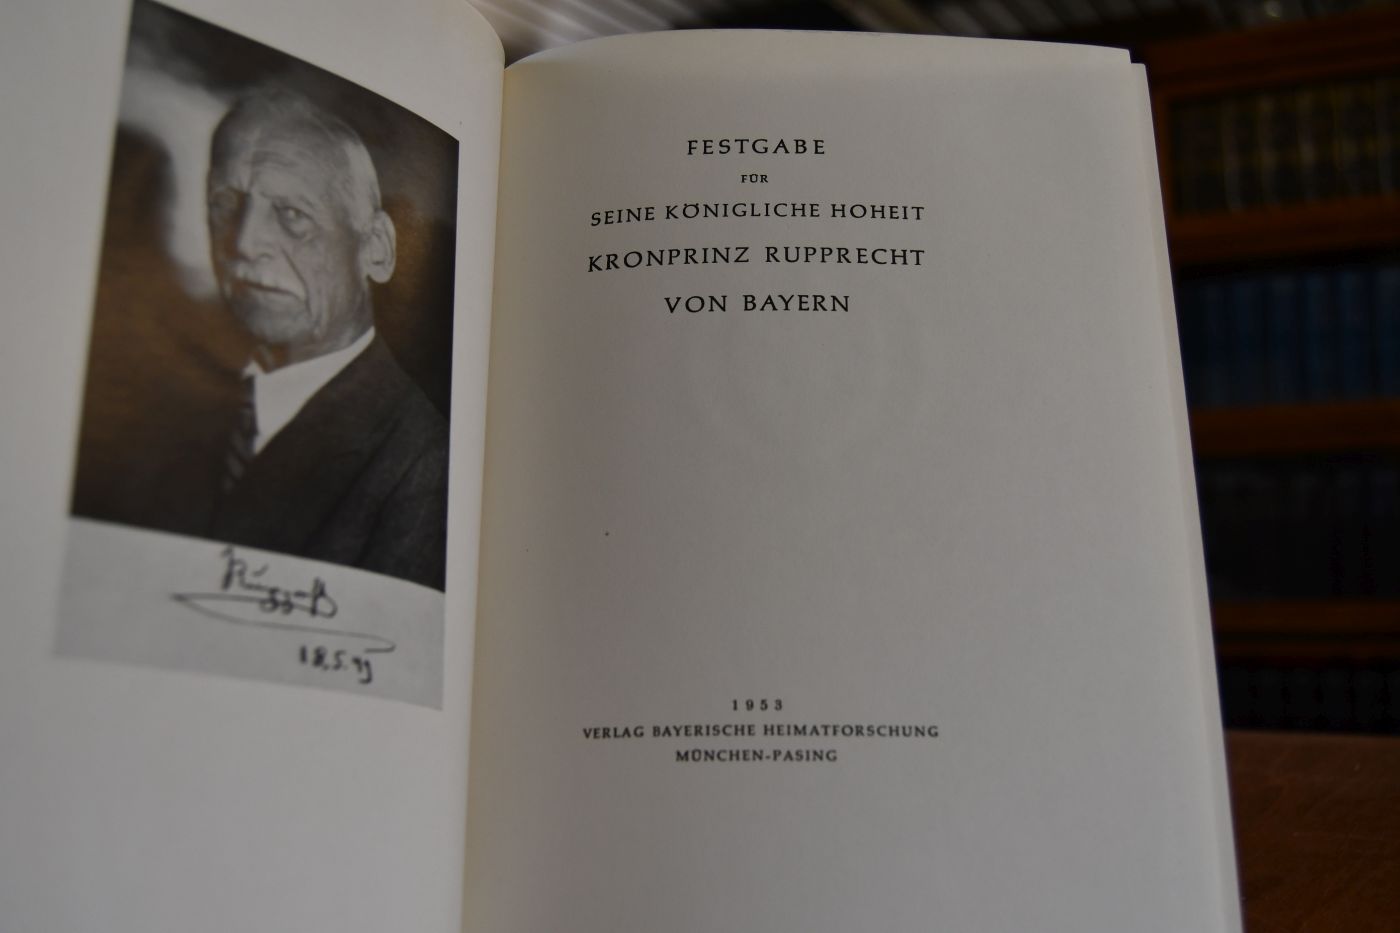 FESTGABE
FÜR
SEINE KÖNIGLICHE HOHEIT
KRONPRINZ RUPPRECHT
VON BAYERN
1953
VERLAG BAYERISCHE HEIMATFORSCHUNG
MÜNCHEN-PASING